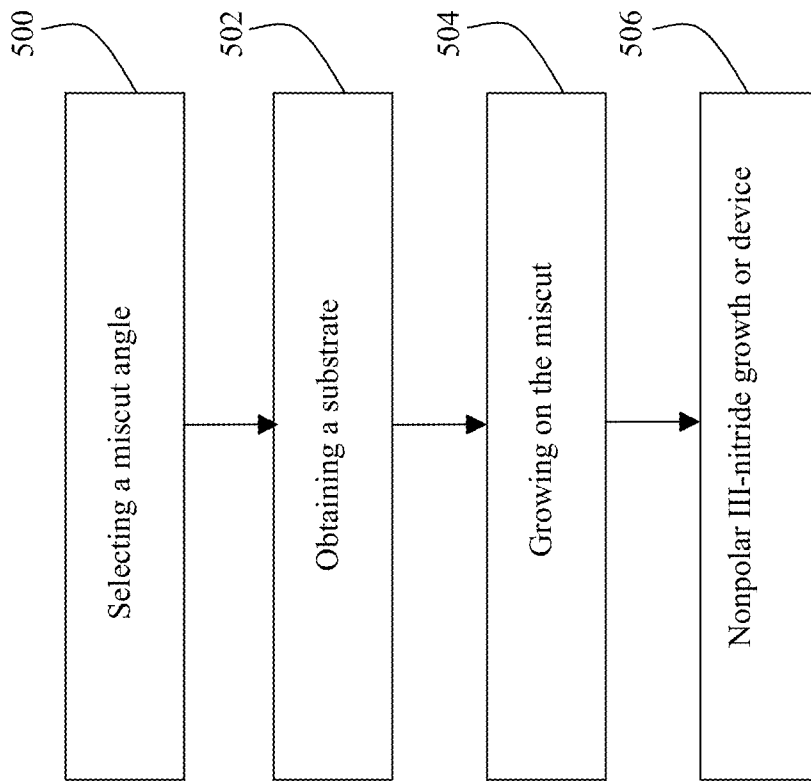 500
Selecting a miscut angle
502
Obtaining a substrate
504
Growing on the miscut
506
Nonpolar III-nitride growth or device